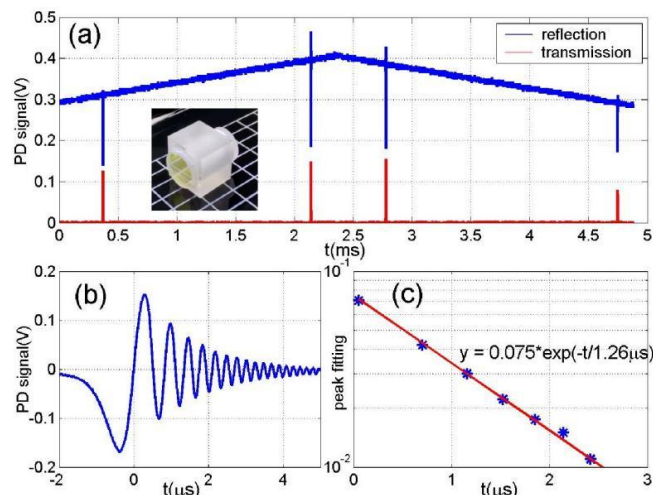 (a)
reflection
transmission
PD signal(V)
0.5
0.4
0.3
0.2
0.1
0
0 0.5 1 1.5 2 2.5 3 3.5 4 4.5 5
t(ms)
(b)
PD signal(V)
0.2
0.1
0
-0.1
-0.2
-2 0 2 4
t(μs)
(c)
peak fitting
10⁻¹
10⁻²
y = 0.075*exp(-t/1.26μs)
0 1 2 3
t(μs)